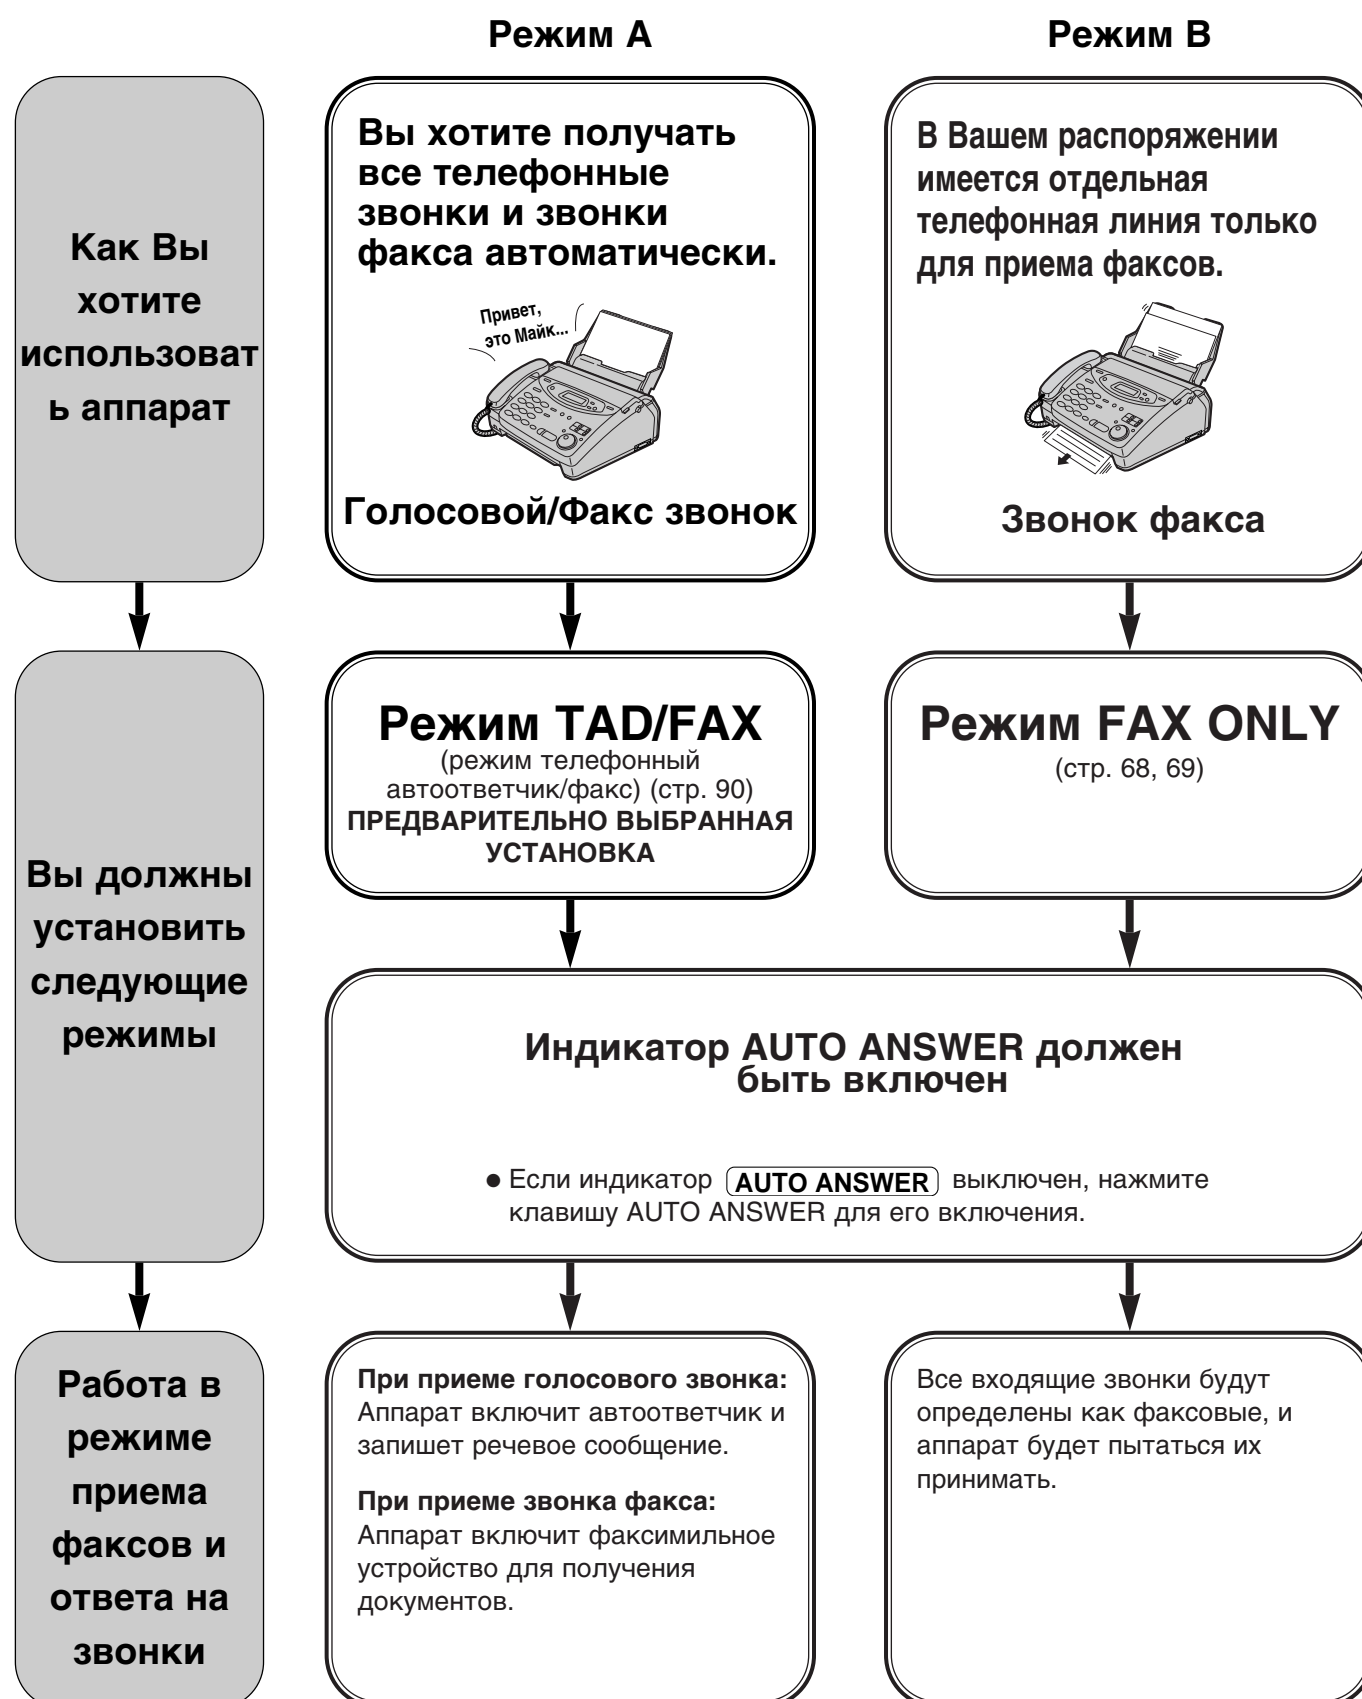 Режим A
Режим B
Как Вы
хотите
использоват
ь аппарат
Вы хотите получать
все телефонные
звонки и звонки
факса автоматически.
Привет,
это Майк...
Голосовой/Факс звонок
В Вашем распоряжении
имеется отдельная
телефонная линия только
для приема факсов.
Звонок факса
Вы должны
установить
следующие
режимы
Режим TAD/FAX
(режим телефонный
автоответчик/факс) (стр. 90)
ПРЕДВАРИТЕЛЬНО ВЫБРАННАЯ
УСТАНОВКА
Режим FAX ONLY
(стр. 68, 69)
Индикатор AUTO ANSWER должен
быть включен
● Если индикатор AUTO ANSWER выключен, нажмите
клавишу AUTO ANSWER для его включения.
Работа в
режиме
приема
факсов и
ответа на
звонки
При приеме голосового звонка:
Аппарат включит автоответчик и
запишет речевое сообщение.
При приеме звонка факса:
Аппарат включит факсимильное
устройство для получения
документов.
Все входящие звонки будут
определены как факсовые, и
аппарат будет пытаться их
принимать.